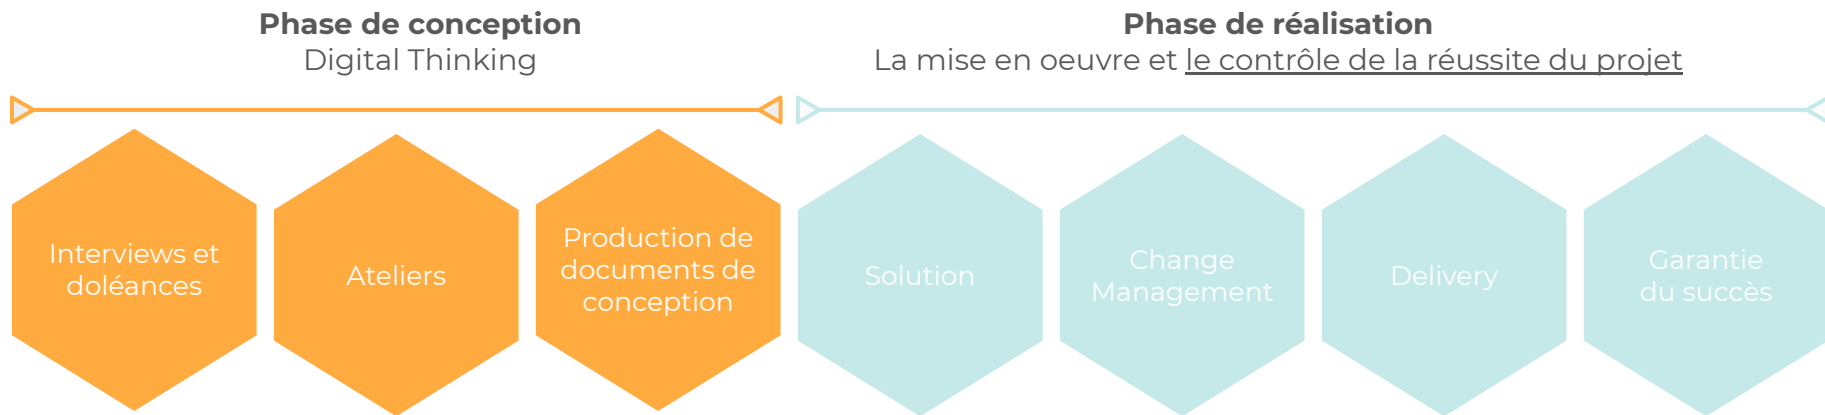 Phase de conception
Digital Thinking
Phase de réalisation
La mise en oeuvre et le contrôle de la réussite du projet
Interviews et
doléances
Ateliers
Production de
documents de
conception
Solution
Change
Management
Delivery
Garantie
du succès